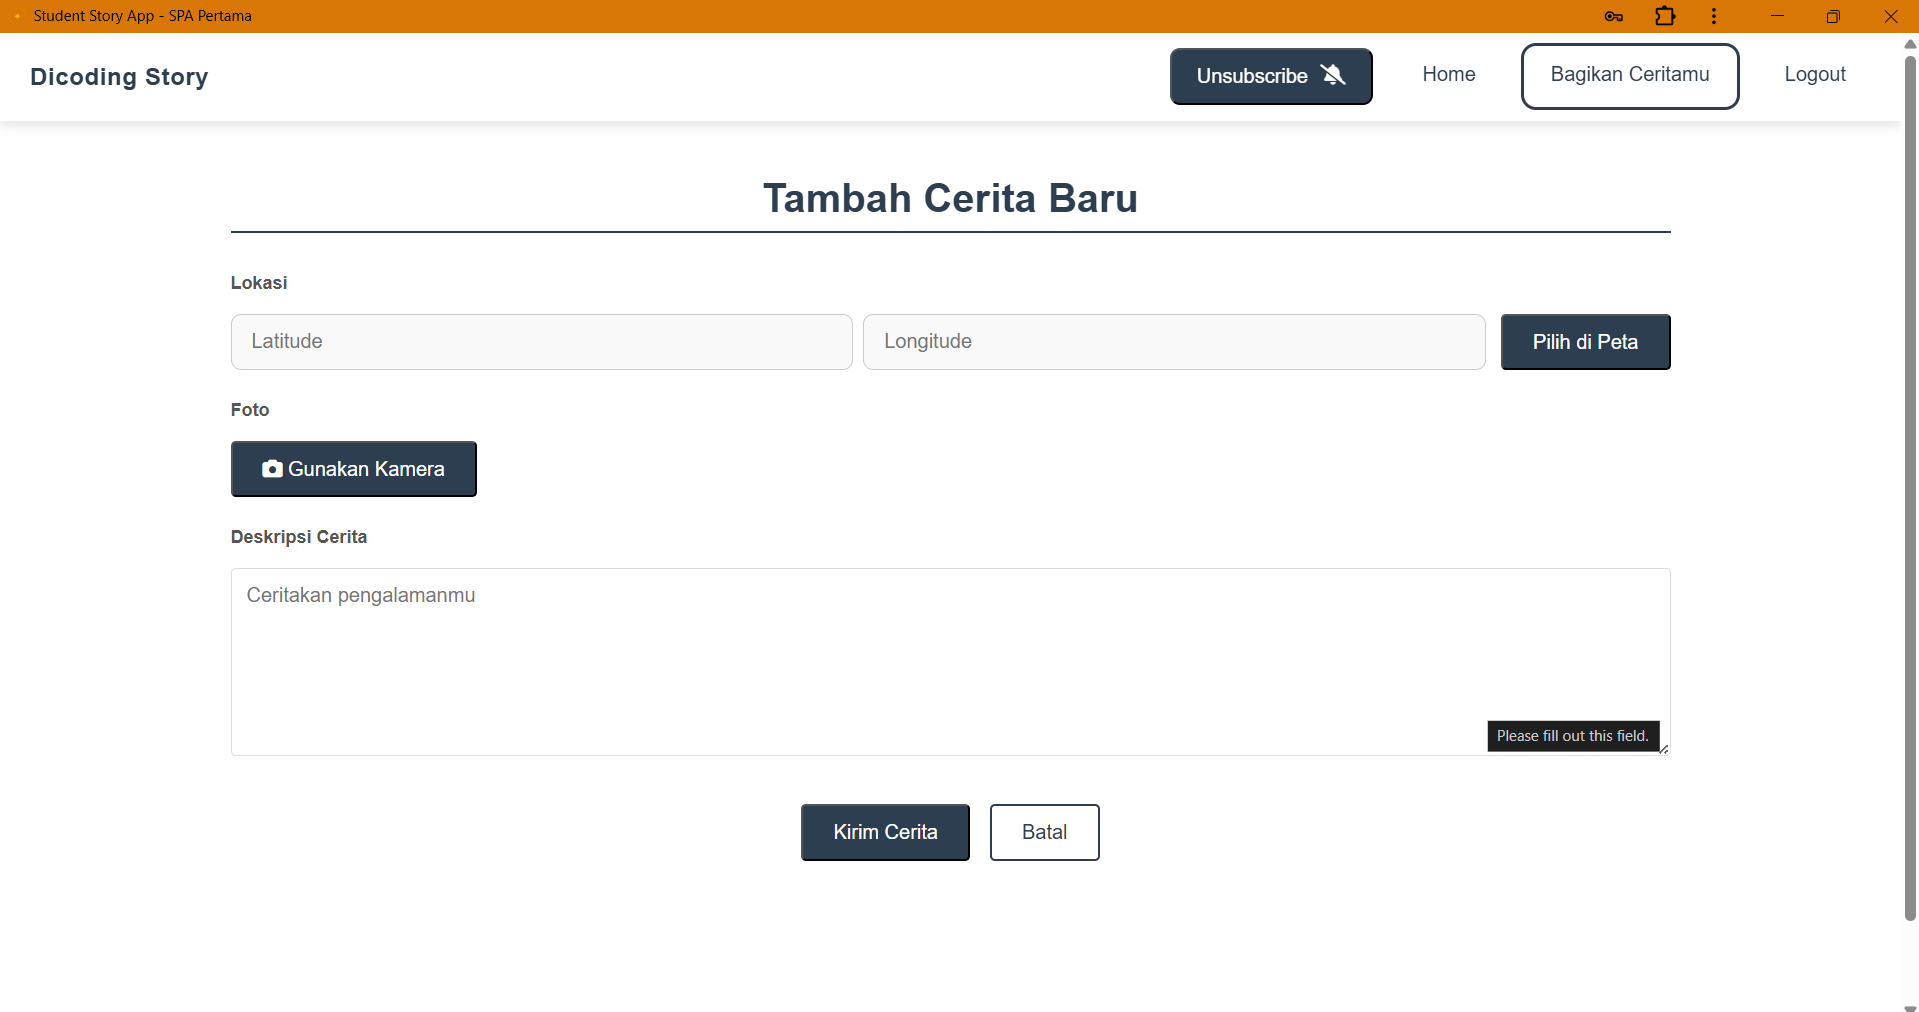 Student Story App - SPA Pertama
Dicoding Story
Unsubscribe
Home
Bagikan Ceritamu
Logout
Tambah Cerita Baru
Lokasi
Latitude
Longitude
Pilih di Peta
Foto
Gunakan Kamera
Deskripsi Cerita
Ceritakan pengalamanmu
Please fill out this field.
Kirim Cerita
Batal